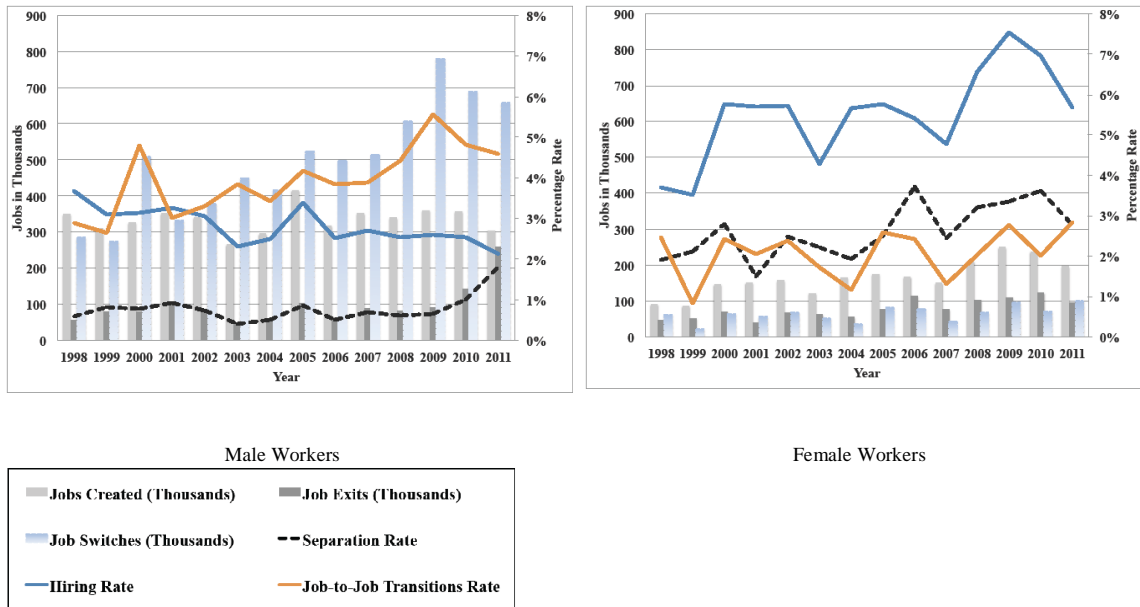 900
800
700
600
500
400
300
200
100
0
Jobs in Thousands
8%
7%
6%
5%
4%
3%
2%
1%
0%
Percentage Rate
1998 1999 2000 2001 2002 2003 2004 2005 2006 2007 2008 2009 2010 2011
Year
900
800
700
600
500
400
300
200
100
0
Jobs in Thousands
8%
7%
6%
5%
4%
3%
2%
1%
0%
Percentage Rate
1998 1999 2000 2001 2002 2003 2004 2005 2006 2007 2008 2009 2010 2011
Year
Male Workers
Female Workers
Jobs Created (Thousands)
Job Exits (Thousands)
Job Switches (Thousands)
Separation Rate
Hiring Rate
Job-to-Job Transitions Rate